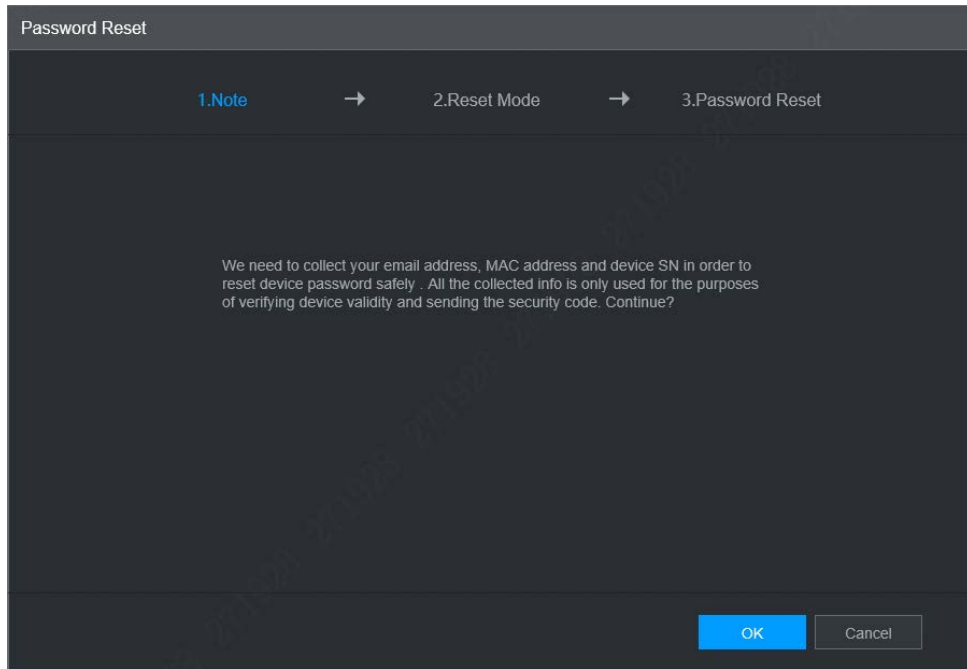 Password Reset
1.Note → 2.Reset Mode → 3.Password Reset
We need to collect your email address, MAC address and device SN in order to
reset device password safely . All the collected info is only used for the purposes
of verifying device validity and sending the security code. Continue?
OK Cancel